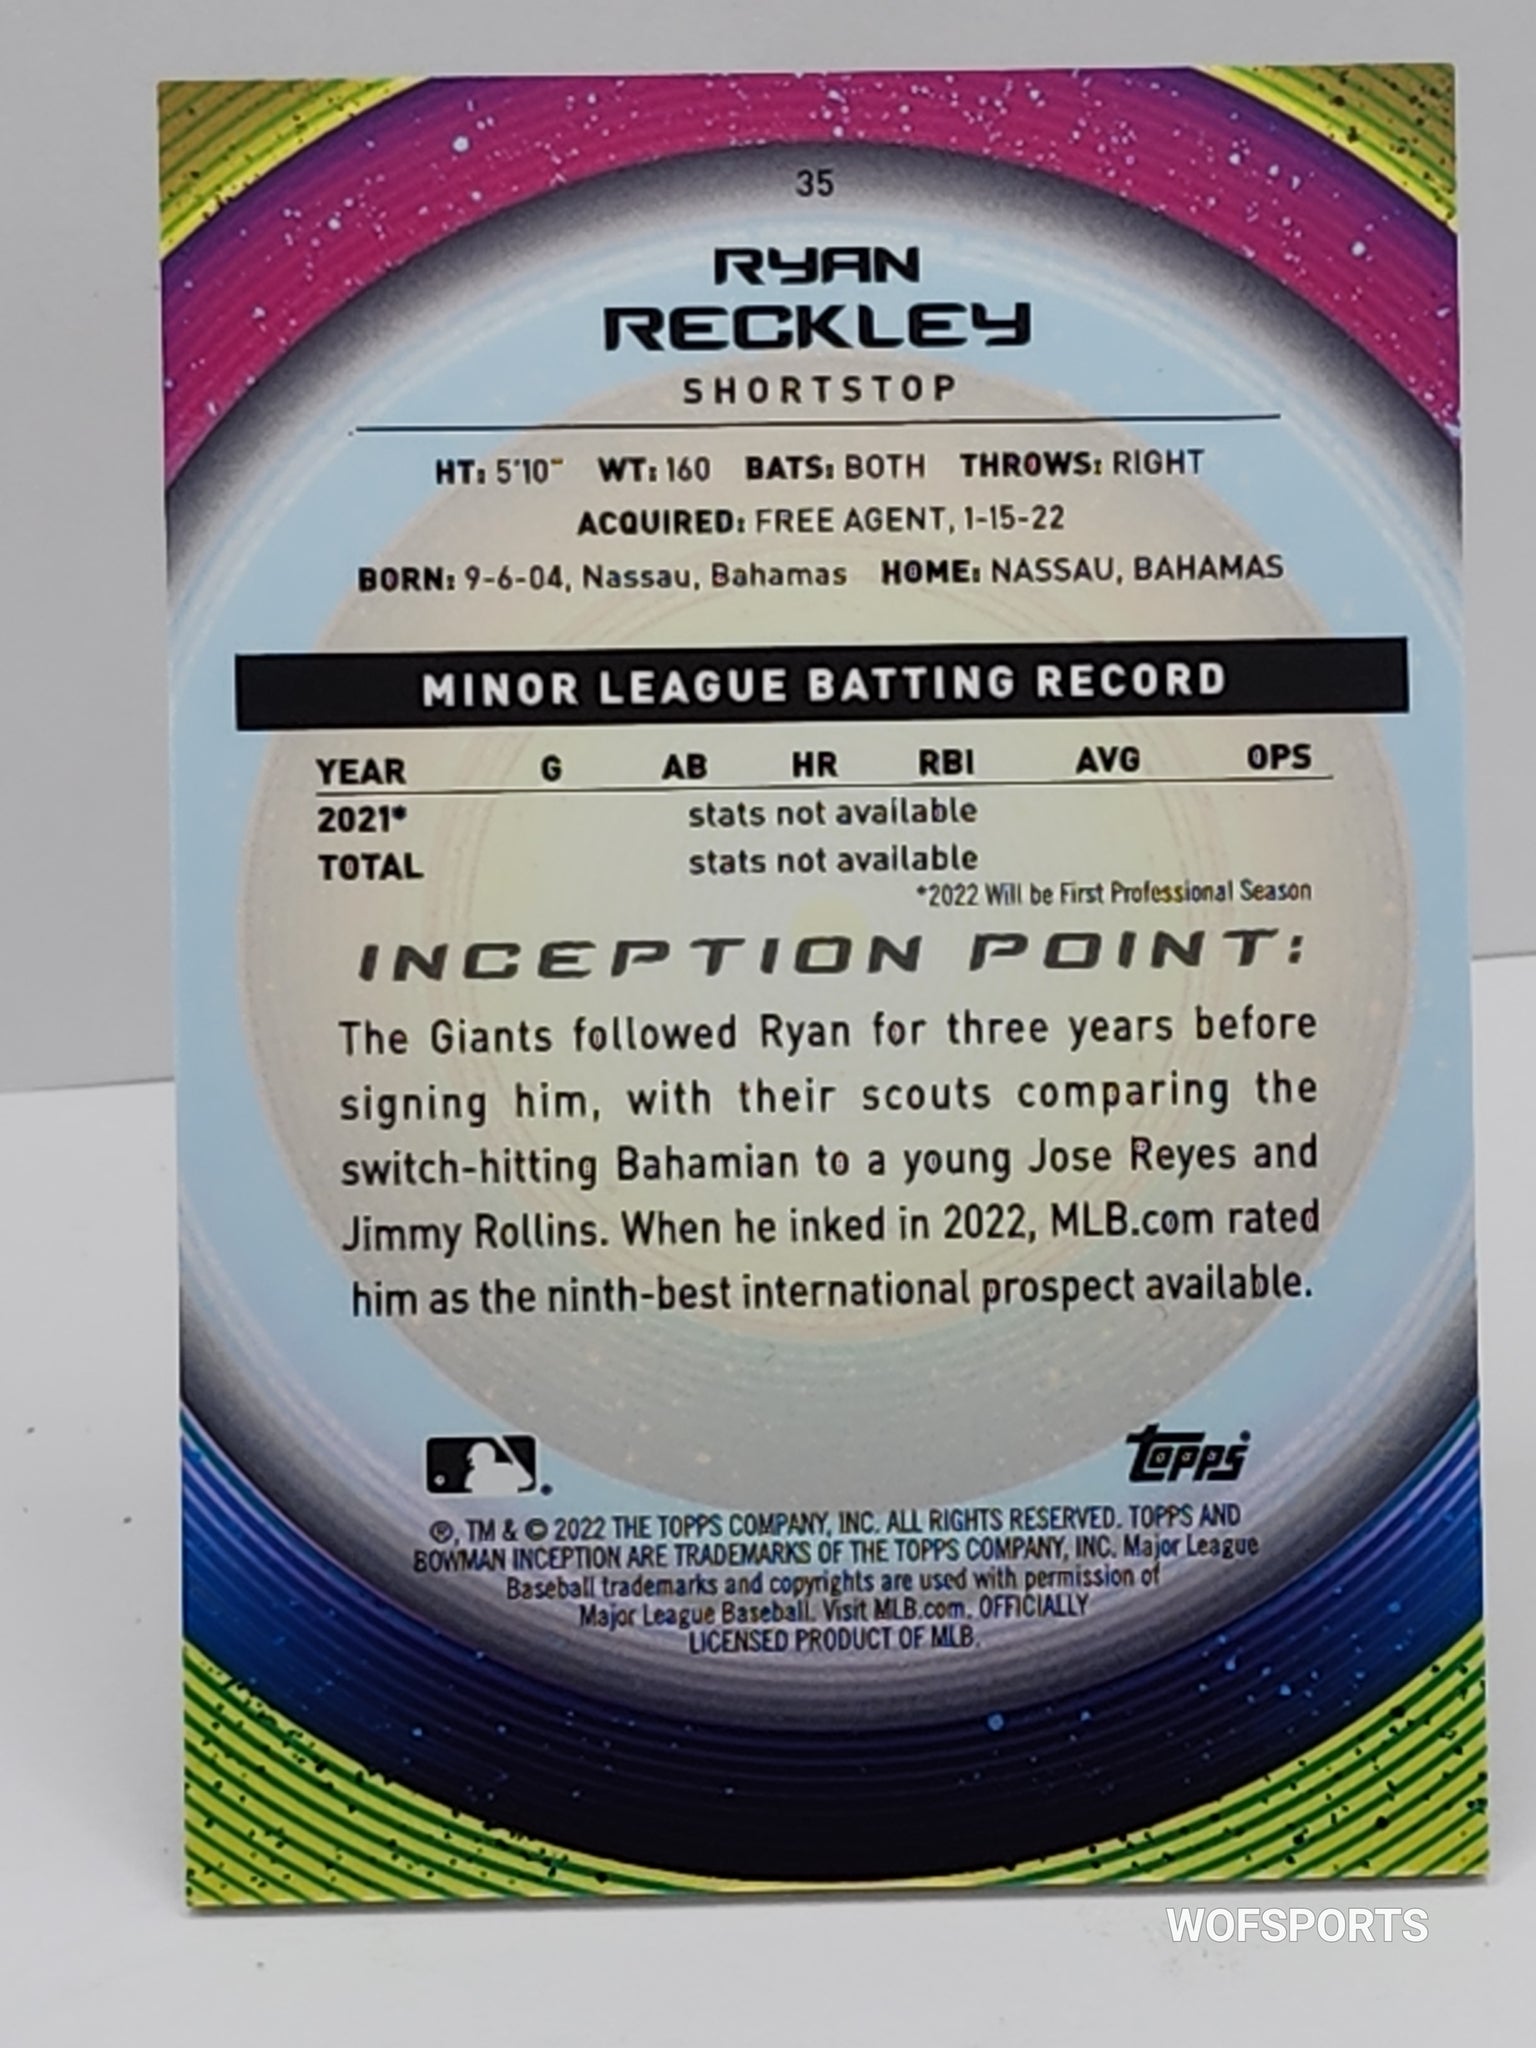 35
RYAN
RECKLEY
SHORTSTOP
HT: 5'10" WT: 160 BATS: BOTH THROWS: RIGHT
ACQUIRED: FREE AGENT, 1-15-22
BORN: 9-6-04, Nassau, Bahamas HOME: NASSAU, BAHAMAS
MINOR LEAGUE BATTING RECORD
YEAR G AB HR RBI AVG OPS
2021* stats not available
TOTAL stats not available
*2022 Will be First Professional Season
INCEPTION POINT:
The Giants followed Ryan for three years before
signing him, with their scouts comparing the
switch-hitting Bahamian to a young Jose Reyes and
Jimmy Rollins. When he inked in 2022, MLB.com rated
him as the ninth-best international prospect available.
topps
®, TM & © 2022 THE TOPPS COMPANY, INC. ALL RIGHTS RESERVED. TOPPS AND
BOWMAN INCEPTION ARE TRADEMARKS OF THE TOPPS COMPANY, INC. Major League
Baseball trademarks and copyrights are used with permission of
Major League Baseball. Visit MLB.com. OFFICIALLY
LICENSED PRODUCT OF MLB.
WOFSPORTS